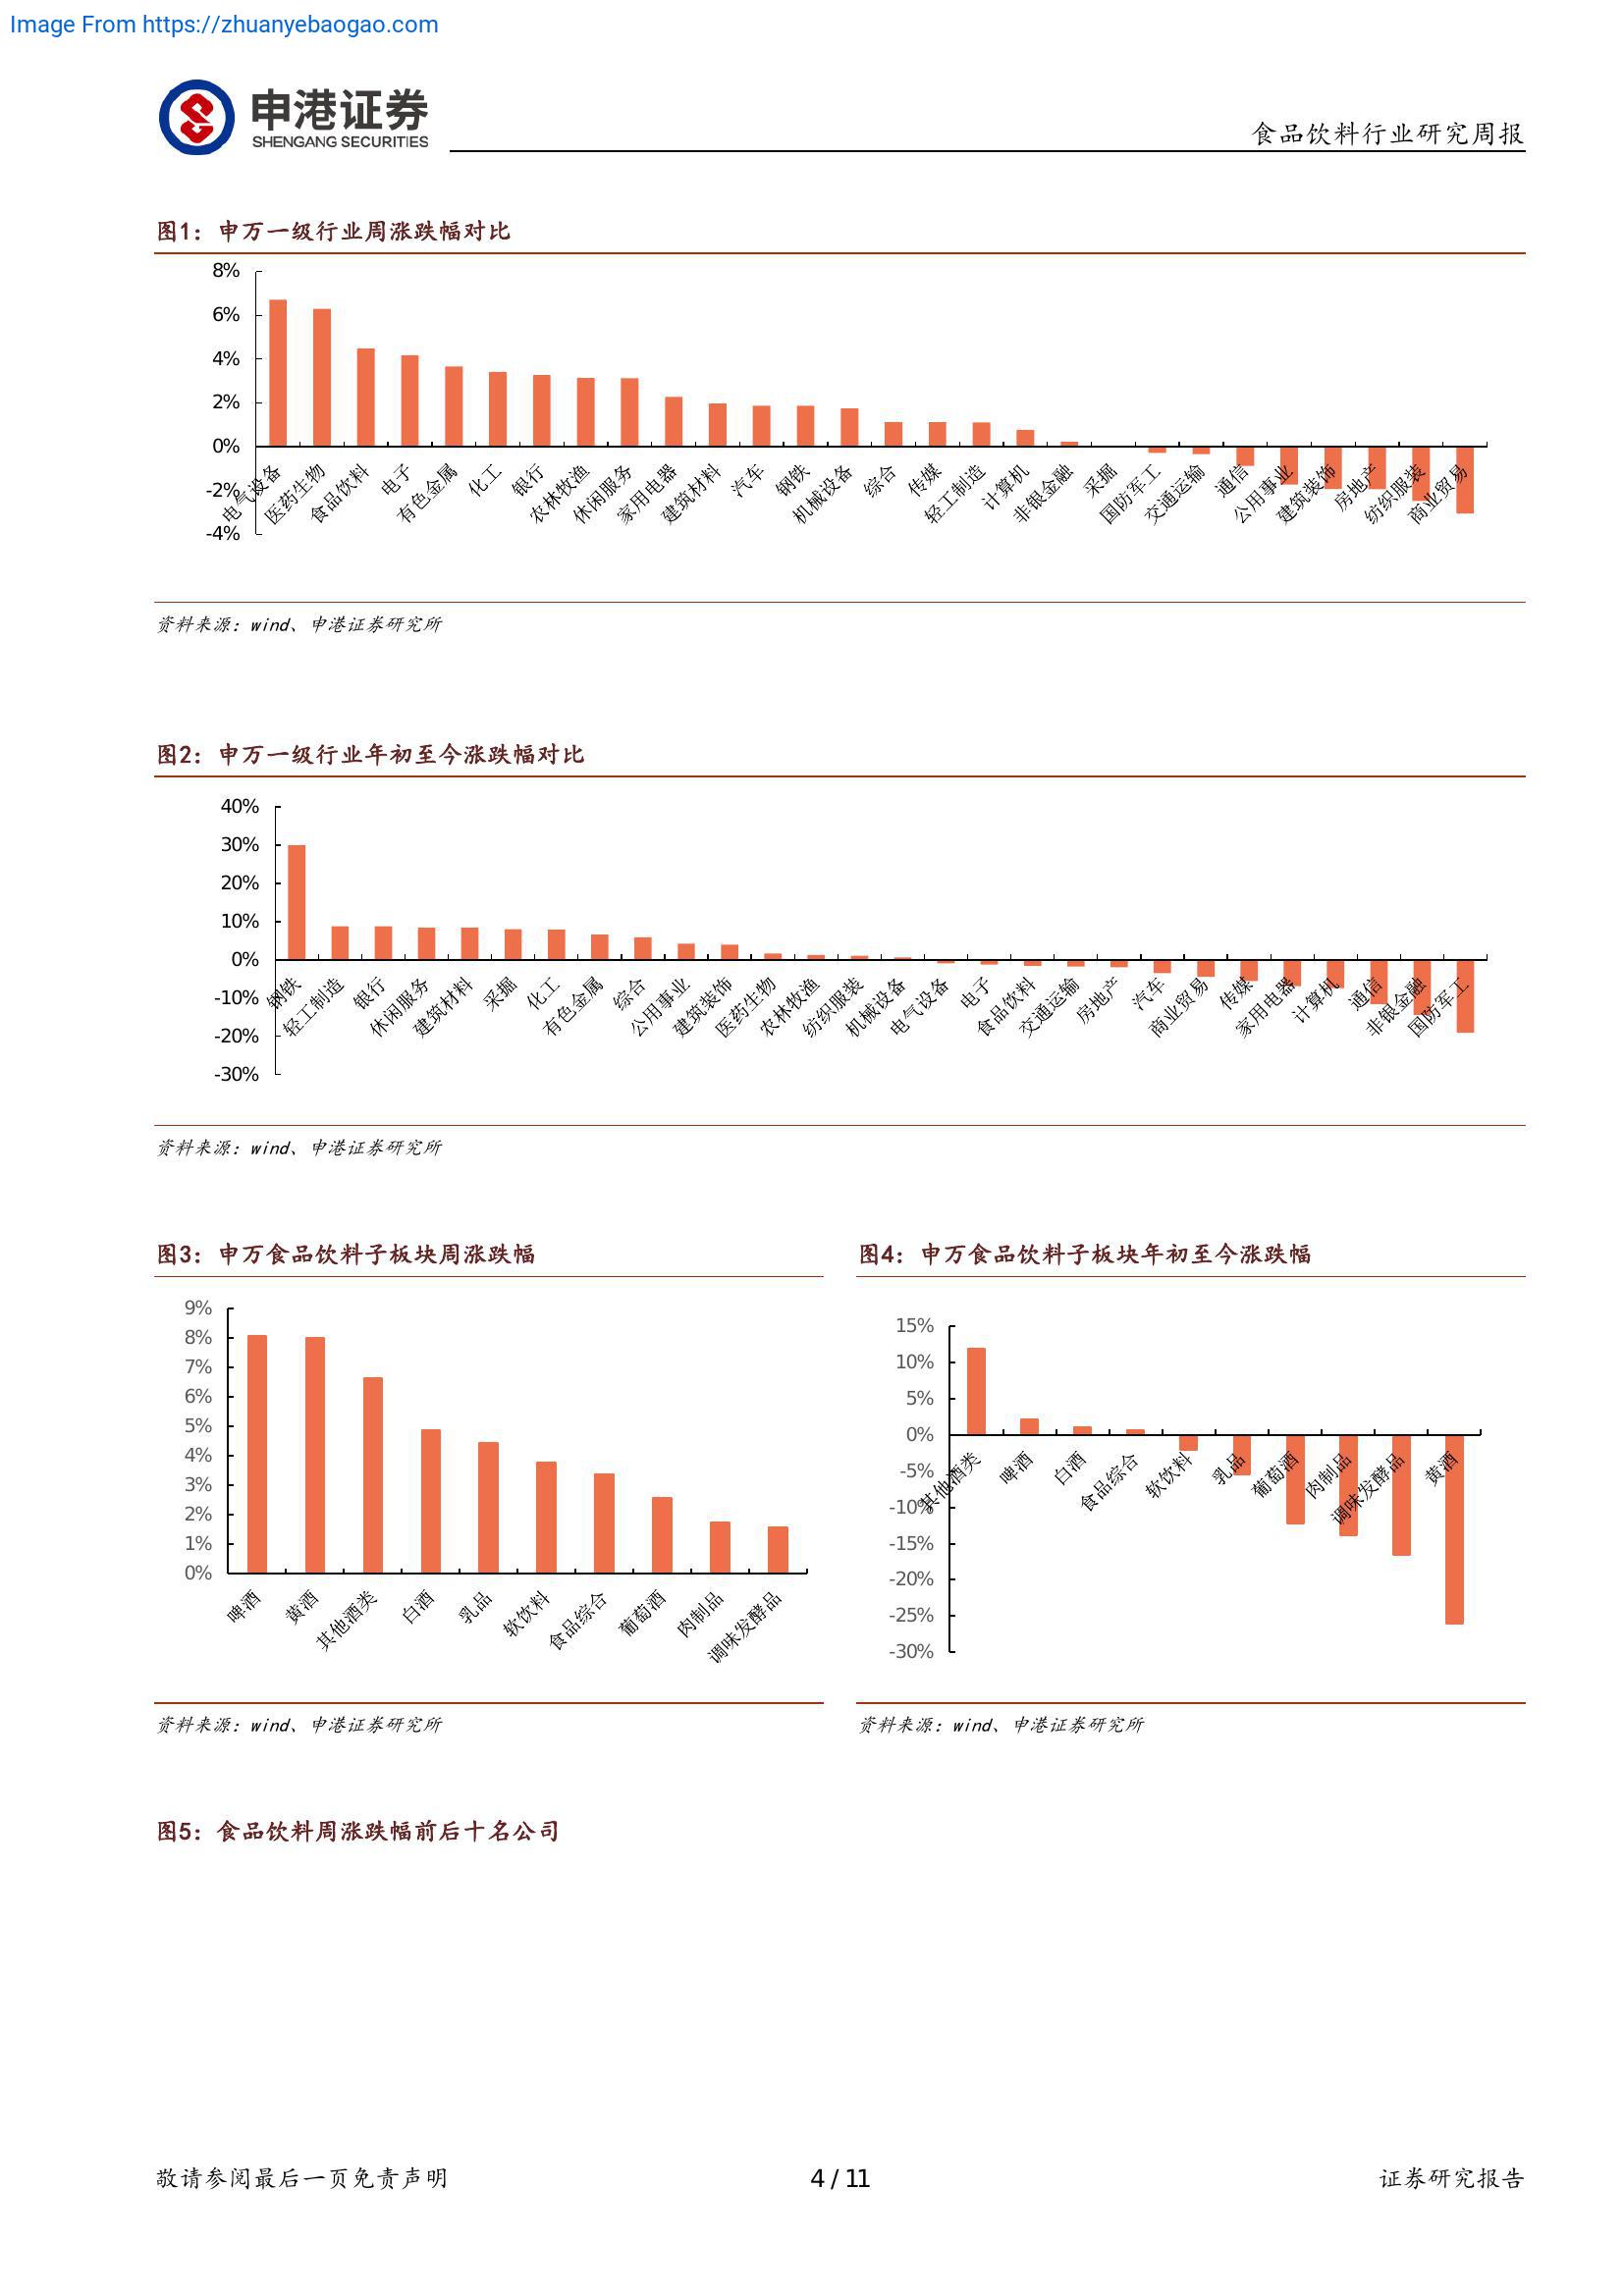 Image From https://zhuanyebaogao.com
申港证券
SHENGANG SECURITIES
食品饮料行业研究周报
图1：申万一级行业周涨跌幅对比
8%
6%
4%
2%
0%
-2%
-4%
电气设备
医药生物
食品饮料
电子
有色金属
化工
银行
农林牧渔
休闲服务
家用电器
建筑材料
汽车
钢铁
机械设备
综合
传媒
轻工制造
计算机
非银金融
采掘
国防军工
交通运输
通信
公用事业
建筑装饰
房地产
纺织服装
商业贸易
资料来源：wind、申港证券研究所
图2：申万一级行业年初至今涨跌幅对比
40%
30%
20%
10%
0%
-10%
-20%
-30%
钢铁
轻工制造
银行
休闲服务
建筑材料
采掘
化工
有色金属
综合
公用事业
建筑装饰
医药生物
农林牧渔
纺织服装
机械设备
电气设备
电子
食品饮料
交通运输
房地产
汽车
商业贸易
传媒
家用电器
计算机
通信
非银金融
国防军工
资料来源：wind、申港证券研究所
图3：申万食品饮料子板块周涨跌幅
9%
8%
7%
6%
5%
4%
3%
2%
1%
0%
啤酒
黄酒
其他酒类
白酒
乳品
软饮料
食品综合
葡萄酒
肉制品
调味发酵品
资料来源：wind、申港证券研究所
图4：申万食品饮料子板块年初至今涨跌幅
15%
10%
5%
0%
-5%
-10%
-15%
-20%
-25%
-30%
其他酒类
啤酒
白酒
食品综合
软饮料
乳品
葡萄酒
肉制品
调味发酵品
黄酒
资料来源：wind、申港证券研究所
图5：食品饮料周涨跌幅前后十名公司
敬请参阅最后一页免责声明
4 / 11
证券研究报告